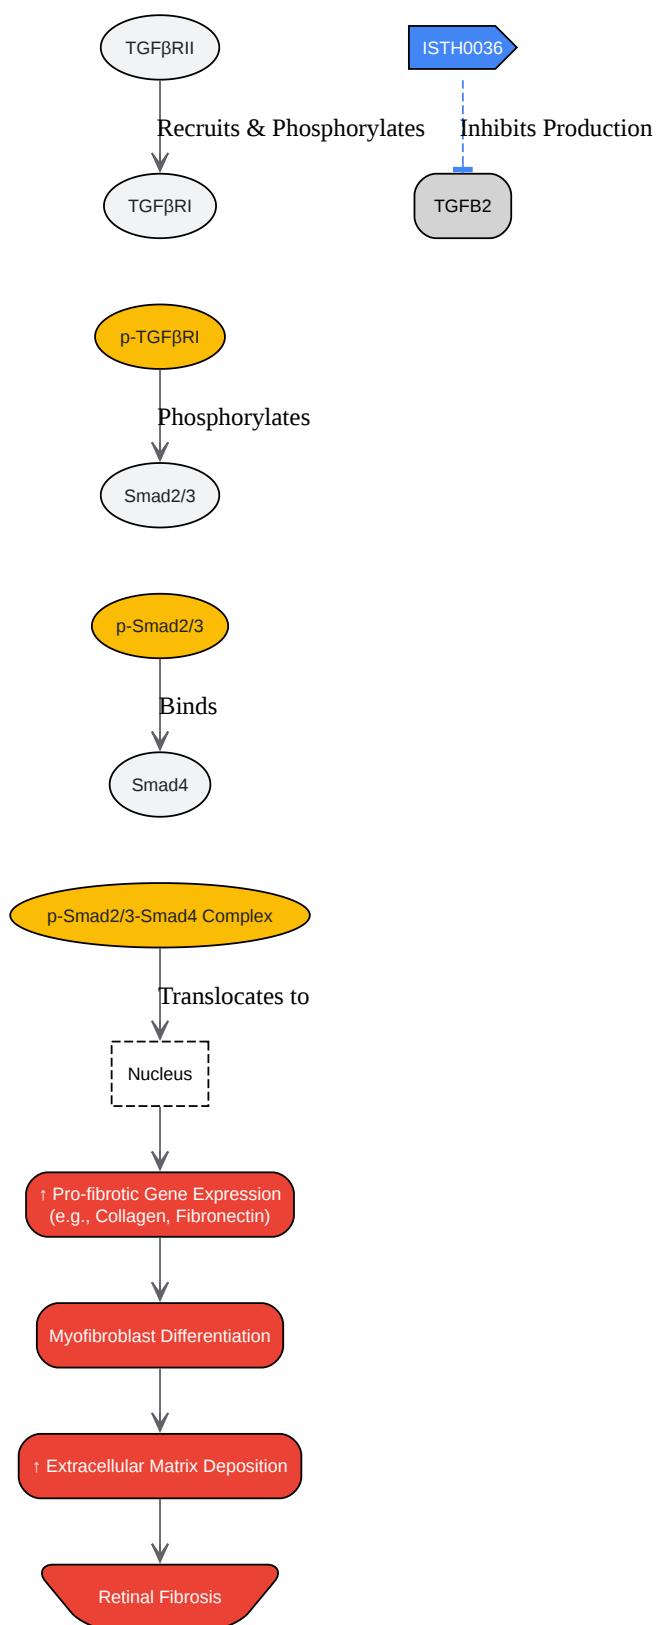 TGFβRII
ISTH0036
Recruits & Phosphorylates
Inhibits Production
TGFβRI
TGFB2
p-TGFβRI
Phosphorylates
Smad2/3
p-Smad2/3
Binds
Smad4
p-Smad2/3-Smad4 Complex
Translocates to
Nucleus
↑ Pro-fibrotic Gene Expression
(e.g., Collagen, Fibronectin)
Myofibroblast Differentiation
↑ Extracellular Matrix Deposition
Retinal Fibrosis